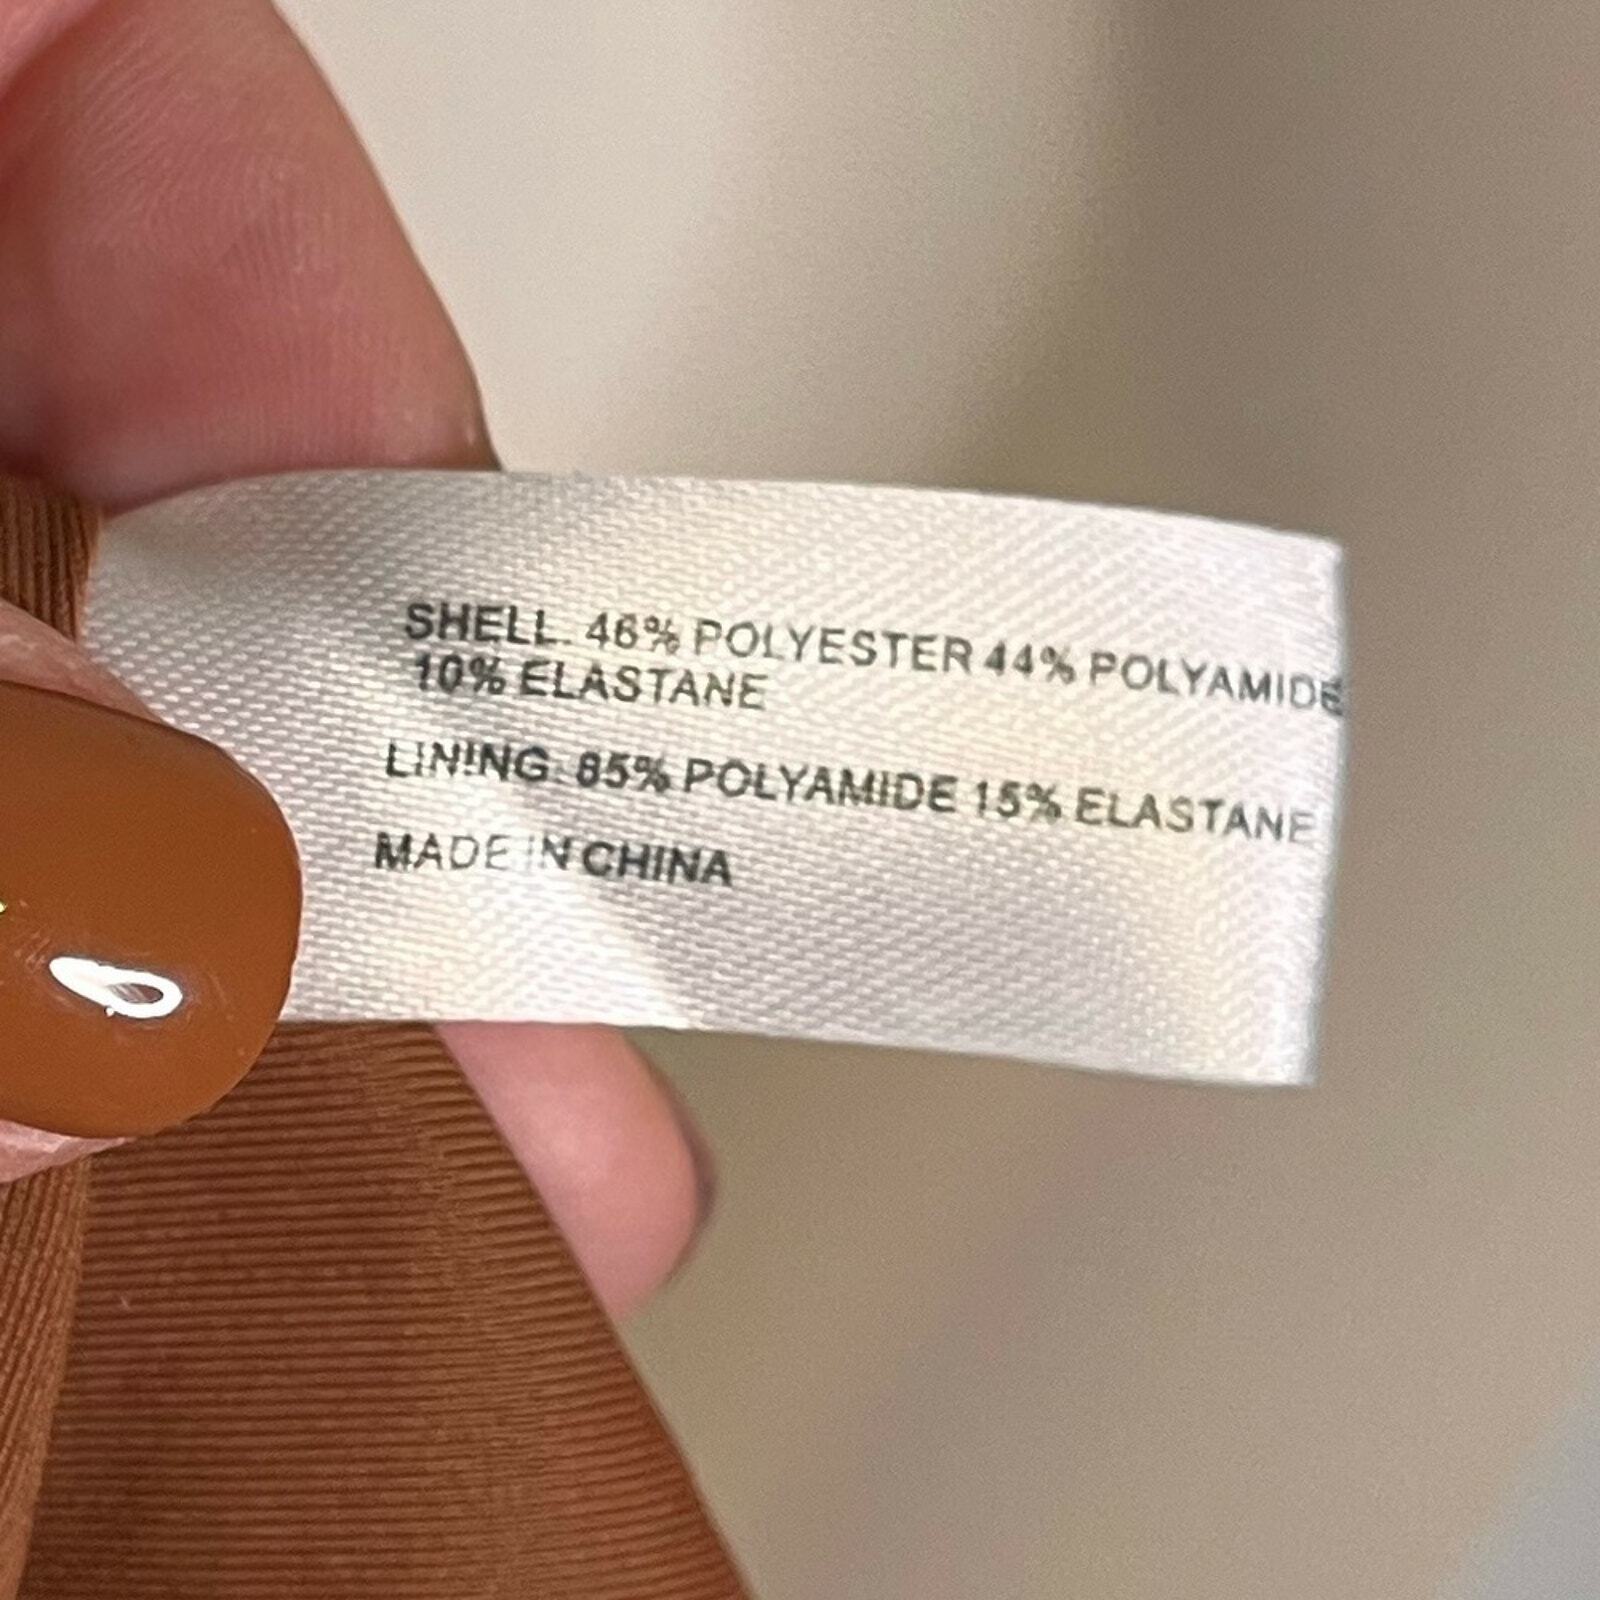 SHELL: 46% POLYESTER 44% POLYAMIDE
10% ELASTANE
LINING: 85% POLYAMIDE 15% ELASTANE
MADE IN CHINA